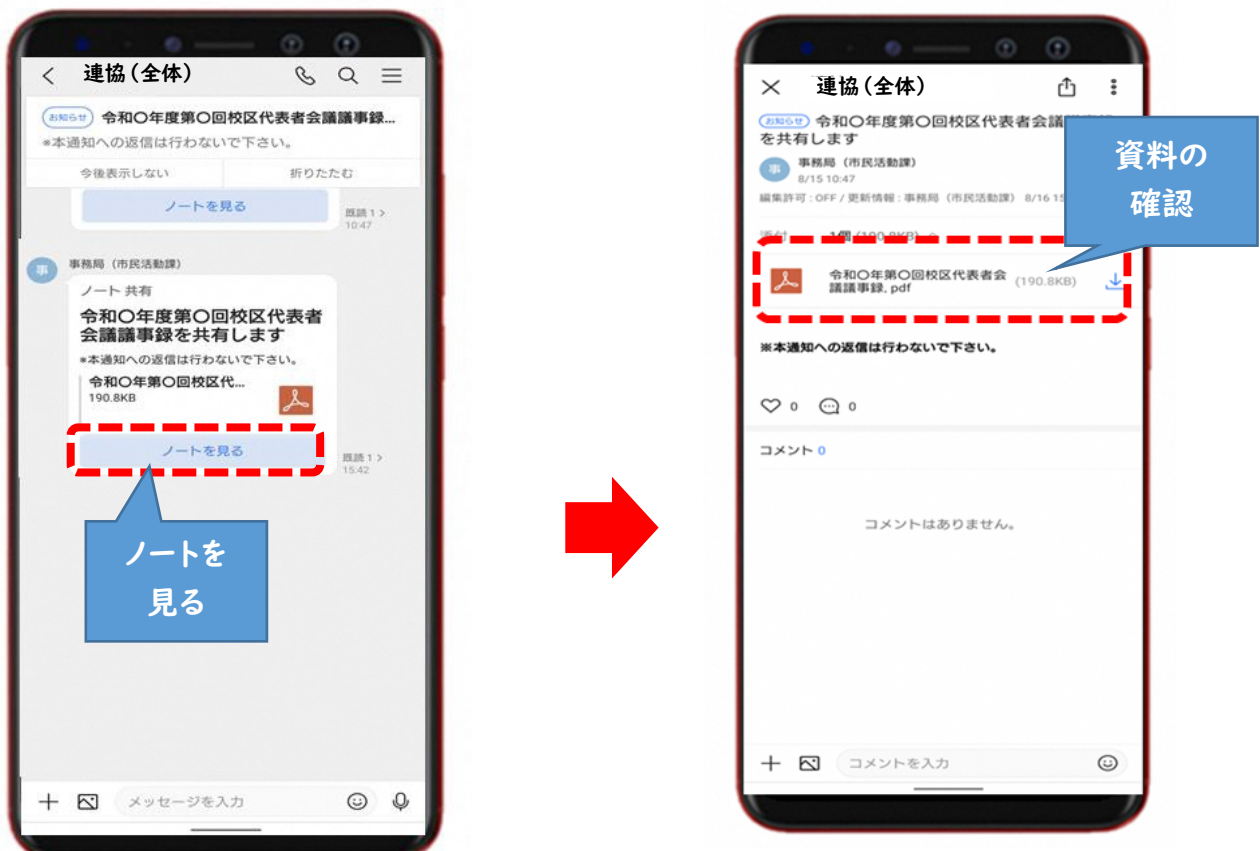 連協(全体)
お知らせ 令和〇年度第〇回校区代表者会議議事録...
*本通知への返信は行わないで下さい。
今後表示しない 折りたたむ
ノートを見る
既読 1 >
10:47
事 事務局(市民活動課)
ノート 共有
令和〇年度第〇回校区代表者
会議議事録を共有します
*本通知への返信は行わないで下さい。
令和〇年第〇回校区代...
190.8KB
ノートを見る
既読 1 >
15:42
ノートを
見る
メッセージを入力
連協(全体)
お知らせ 令和〇年度第〇回校区代表者会議
を共有します
事 事務局(市民活動課)
8/15 10:47
編集許可 : OFF / 更新情報 : 事務局(市民活動課) 8/16 15
資料の
確認
添付 1個 (190.8KB)
令和〇年第〇回校区代表者会
議議事録. pdf
(190.8KB)
※本通知への返信は行わないで下さい。
0 0
コメント 0
コメントはありません。
コメントを入力